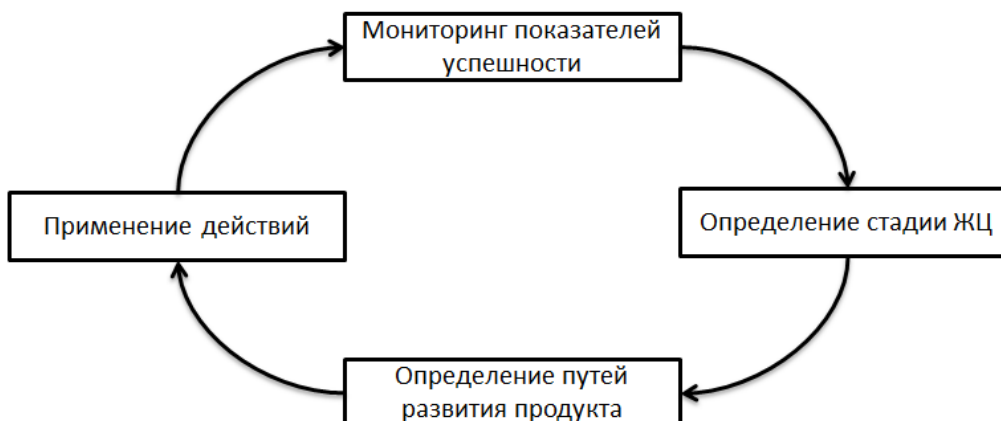 Мониторинг показателей
успешности
Применение действий
Определение стадии ЖЦ
Определение путей
развития продукта